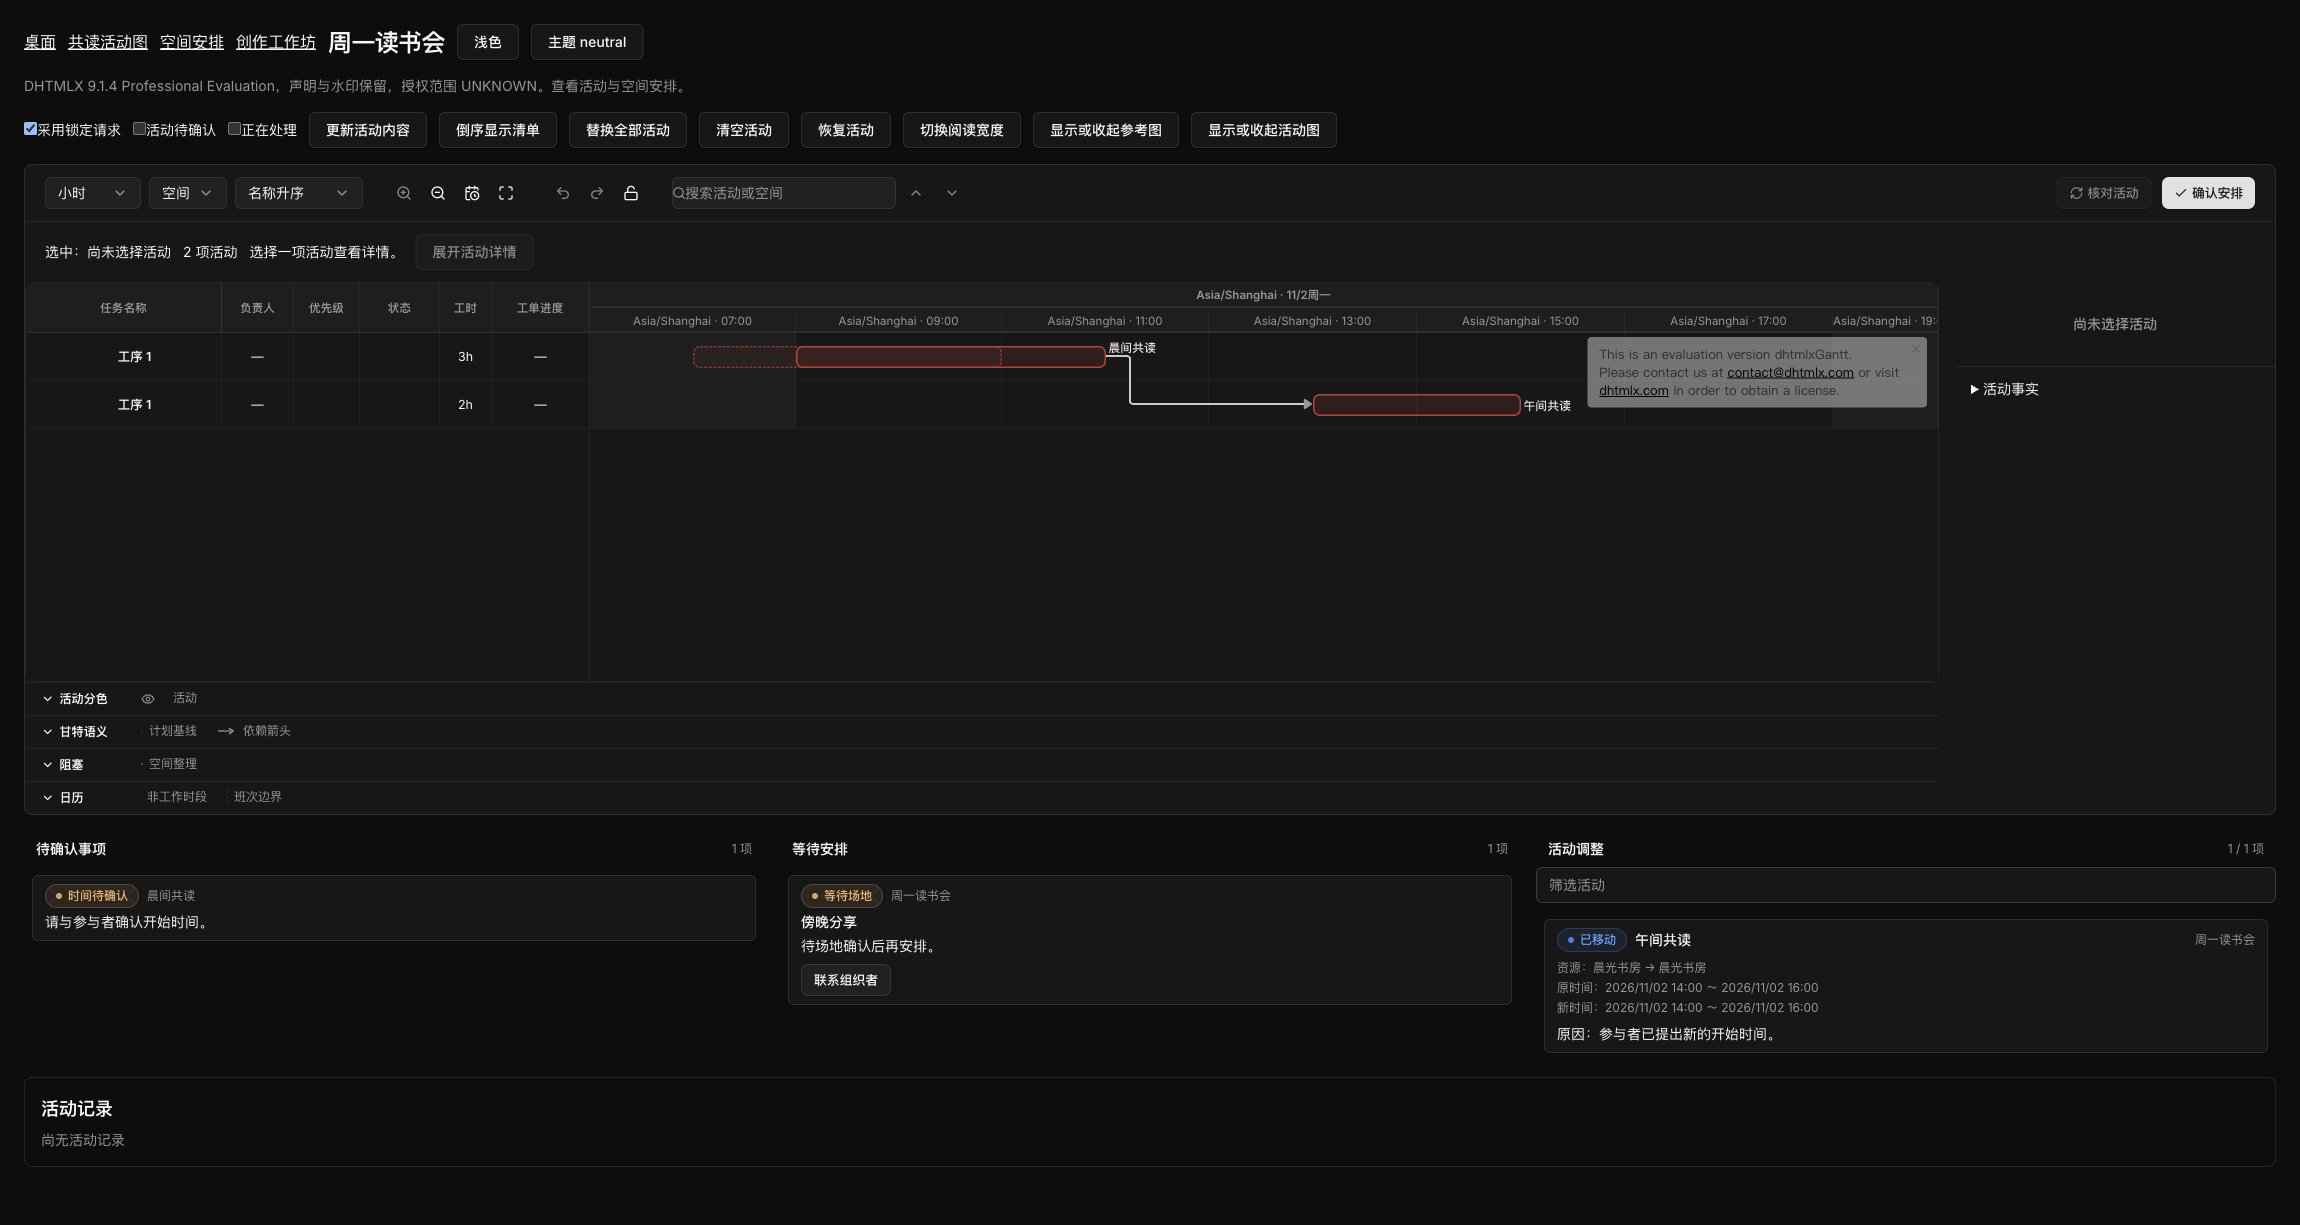 桌面 共读活动图 空间安排 创作工作坊 周一读书会 浅色 主题 neutral
DHTMLX 9.1.4 Professional Evaluation，声明与水印保留，授权范围 UNKNOWN。查看活动与空间安排。
采用锁定请求 活动待确认 正在处理 更新活动内容 倒序显示清单 替换全部活动 清空活动 恢复活动 切换阅读宽度 显示或收起参考图 显示或收起活动图
小时 空间 名称升序 搜索活动或空间 核对活动 确认安排
选中：尚未选择活动 2 项活动 选择一项活动查看详情。 展开活动详情
任务名称 负责人 优先级 状态 工时 工单进度
Asia/Shanghai · 11/2周一
Asia/Shanghai · 07:00 Asia/Shanghai · 09:00 Asia/Shanghai · 11:00 Asia/Shanghai · 13:00 Asia/Shanghai · 15:00 Asia/Shanghai · 17:00 Asia/Shanghai · 19:
工序 1 — 3h — 晨间共读
工序 1 — 2h — 午间共读
This is an evaluation version dhtmlxGantt.
Please contact us at contact@dhtmlx.com or visit
dhtmlx.com in order to obtain a license.
尚未选择活动
活动事实
活动分色 活动
甘特语义 计划基线 依赖箭头
阻塞 · 空间整理
日历 非工作时段 班次边界
待确认事项 1 项
时间待确认 晨间共读
请与参与者确认开始时间。
等待安排 1 项
等待场地 周一读书会
傍晚分享
待场地确认后再安排。
联系组织者
活动调整 1 / 1 项
筛选活动
已移动 午间共读 周一读书会
资源：晨光书房 → 晨光书房
原时间：2026/11/02 14:00 ～ 2026/11/02 16:00
新时间：2026/11/02 14:00 ～ 2026/11/02 16:00
原因：参与者已提出新的开始时间。
活动记录
尚无活动记录